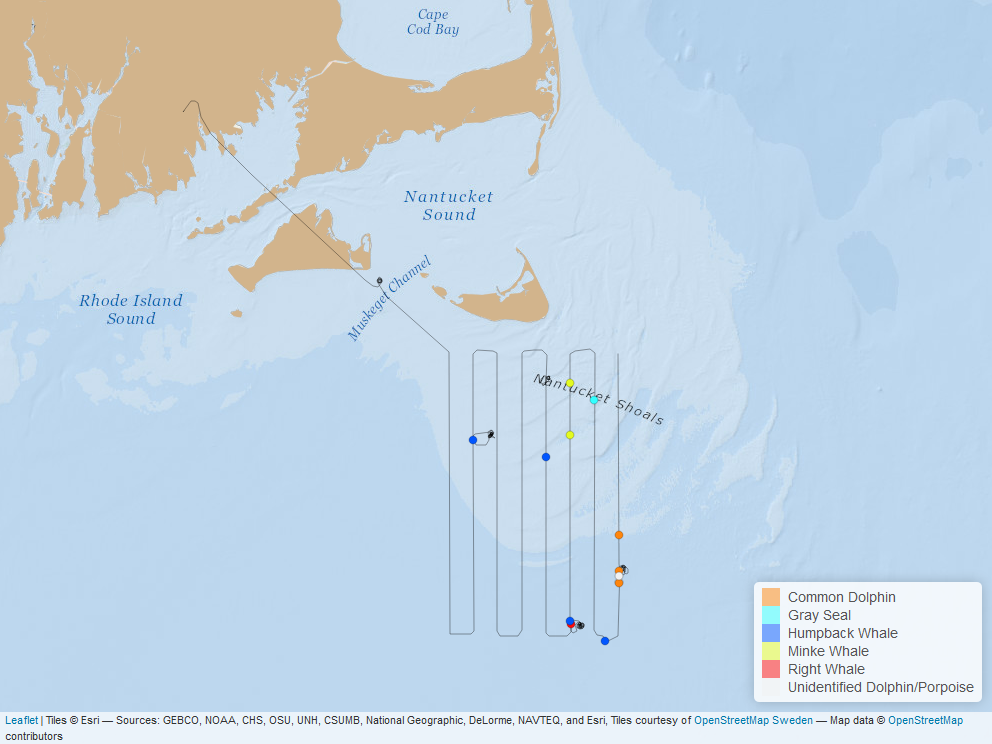 Cape
Cod Bay
Nantucket
Sound
Muskeget Channel
Rhode Island
Sound
Nantucket Shoals
Common Dolphin
Gray Seal
Humpback Whale
Minke Whale
Right Whale
Unidentified Dolphin/Porpoise
Leaflet | Tiles © Esri — Sources: GEBCO, NOAA, CHS, OSU, UNH, CSUMB, National Geographic, DeLorme, NAVTEQ, and Esri, Tiles courtesy of OpenStreetMap Sweden — Map data © OpenStreetMap
contributors